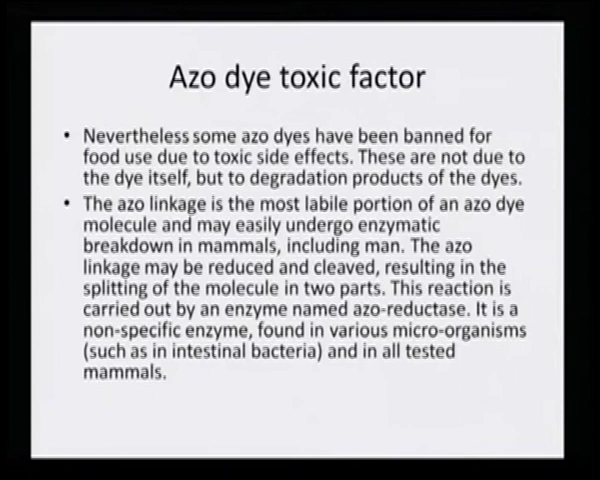 Azo dye toxic factor
• Nevertheless some azo dyes have been banned for
food use due to toxic side effects. These are not due to
the dye itself, but to degradation products of the dyes.
• The azo linkage is the most labile portion of an azo dye
molecule and may easily undergo enzymatic
breakdown in mammals, including man. The azo
linkage may be reduced and cleaved, resulting in the
splitting of the molecule in two parts. This reaction is
carried out by an enzyme named azo-reductase. It is a
non-specific enzyme, found in various micro-organisms
(such as in intestinal bacteria) and in all tested
mammals.